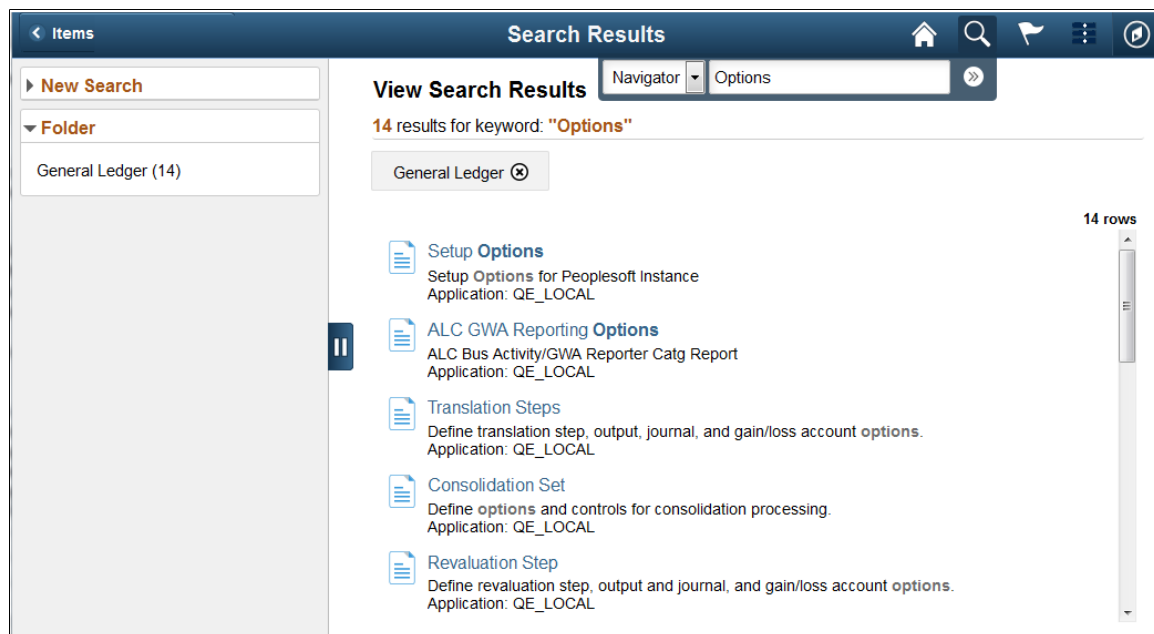 Items
Search Results
Navigator
Options
New Search
Folder
General Ledger (14)
View Search Results
14 results for keyword: "Options"
General Ledger
14 rows
Setup Options
Setup Options for Peoplesoft Instance
Application: QE_LOCAL
ALC GWA Reporting Options
ALC Bus Activity/GWA Reporter Catg Report
Application: QE_LOCAL
Translation Steps
Define translation step, output, journal, and gain/loss account options.
Application: QE_LOCAL
Consolidation Set
Define options and controls for consolidation processing.
Application: QE_LOCAL
Revaluation Step
Define revaluation step, output and journal, and gain/loss account options.
Application: QE_LOCAL